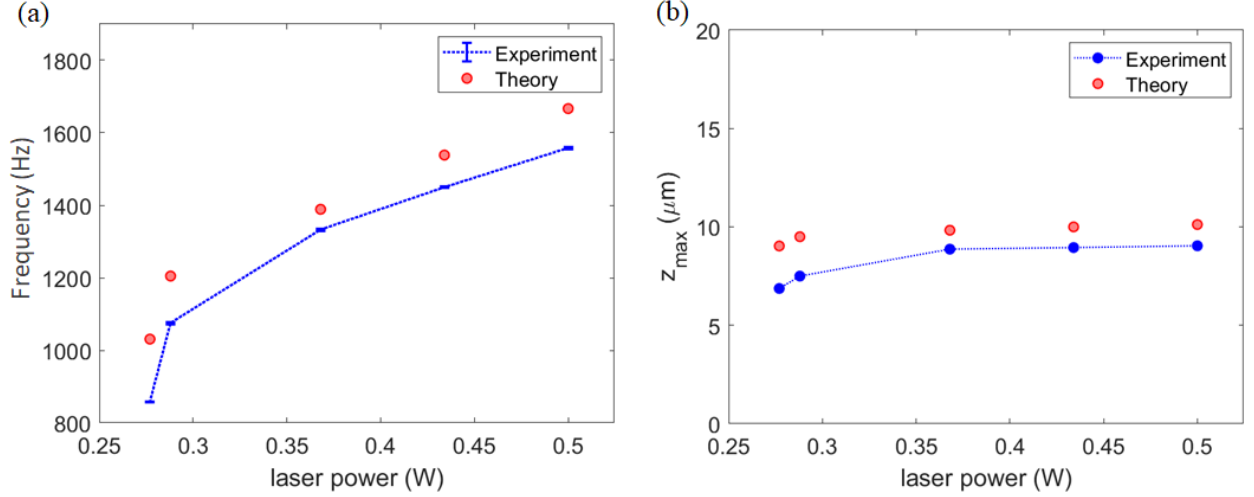 (a)
1800
1600
1400
1200
1000
800
Frequency (Hz)
0.25 0.3 0.35 0.4 0.45 0.5
laser power (W)
Experiment
Theory
(b)
20
15
10
5
0
z_max (μm)
0.25 0.3 0.35 0.4 0.45 0.5
laser power (W)
Experiment
Theory